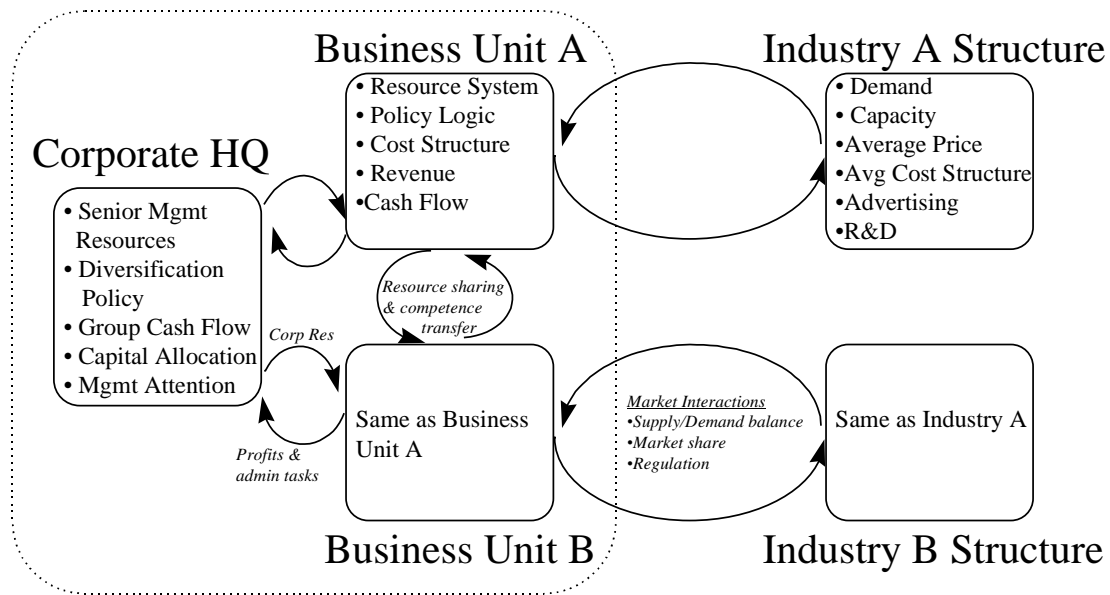 Business Unit A
• Resource System
• Policy Logic
• Cost Structure
• Revenue
•Cash Flow
Industry A Structure
• Demand
• Capacity
•Average Price
•Avg Cost Structure
•Advertising
•R&D
Corporate HQ
• Senior Mgmt
Resources
• Diversification
Policy
• Group Cash Flow
• Capital Allocation
• Mgmt Attention
Resource sharing
& competence
transfer
Corp Res
Profits &
admin tasks
Same as Business
Unit A
Business Unit B
Market Interactions
•Supply/Demand balance
•Market share
•Regulation
Same as Industry A
Industry B Structure